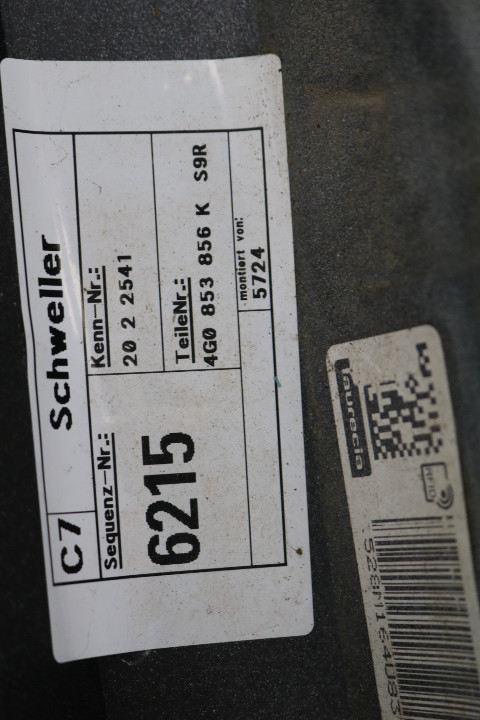 C7 Schweller
Sequenz-Nr.: Kenn-Nr.:
6215 20 2 2541
TeileNr.:
4G0 853 856 K S9R
montiert von:
5724
faurecia
RFID